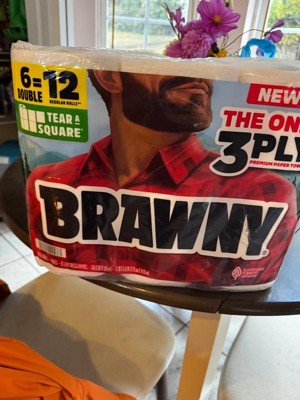 6=12
DOUBLE REGULAR ROLLS**
TEAR A
SQUARE
NEW
THE ON
3PLY
PREMIUM PAPER TOW
BRAWNY